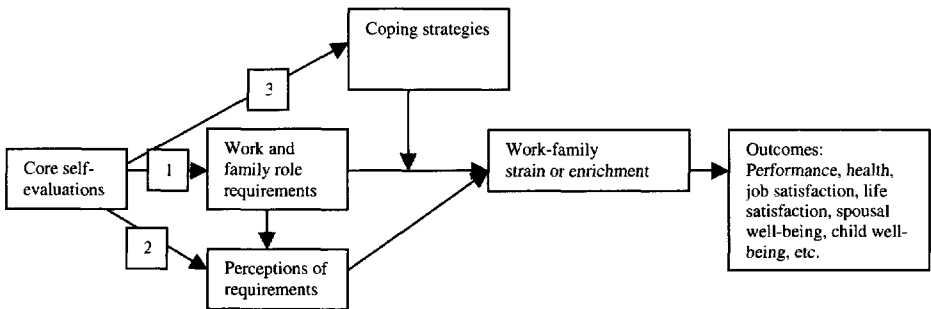 Coping strategies
3
Core self-
evaluations
1
Work and
family role
requirements
Work-family
strain or enrichment
Outcomes:
Performance, health,
job satisfaction, life
satisfaction, spousal
well-being, child well-
being, etc.
2
Perceptions of
requirements